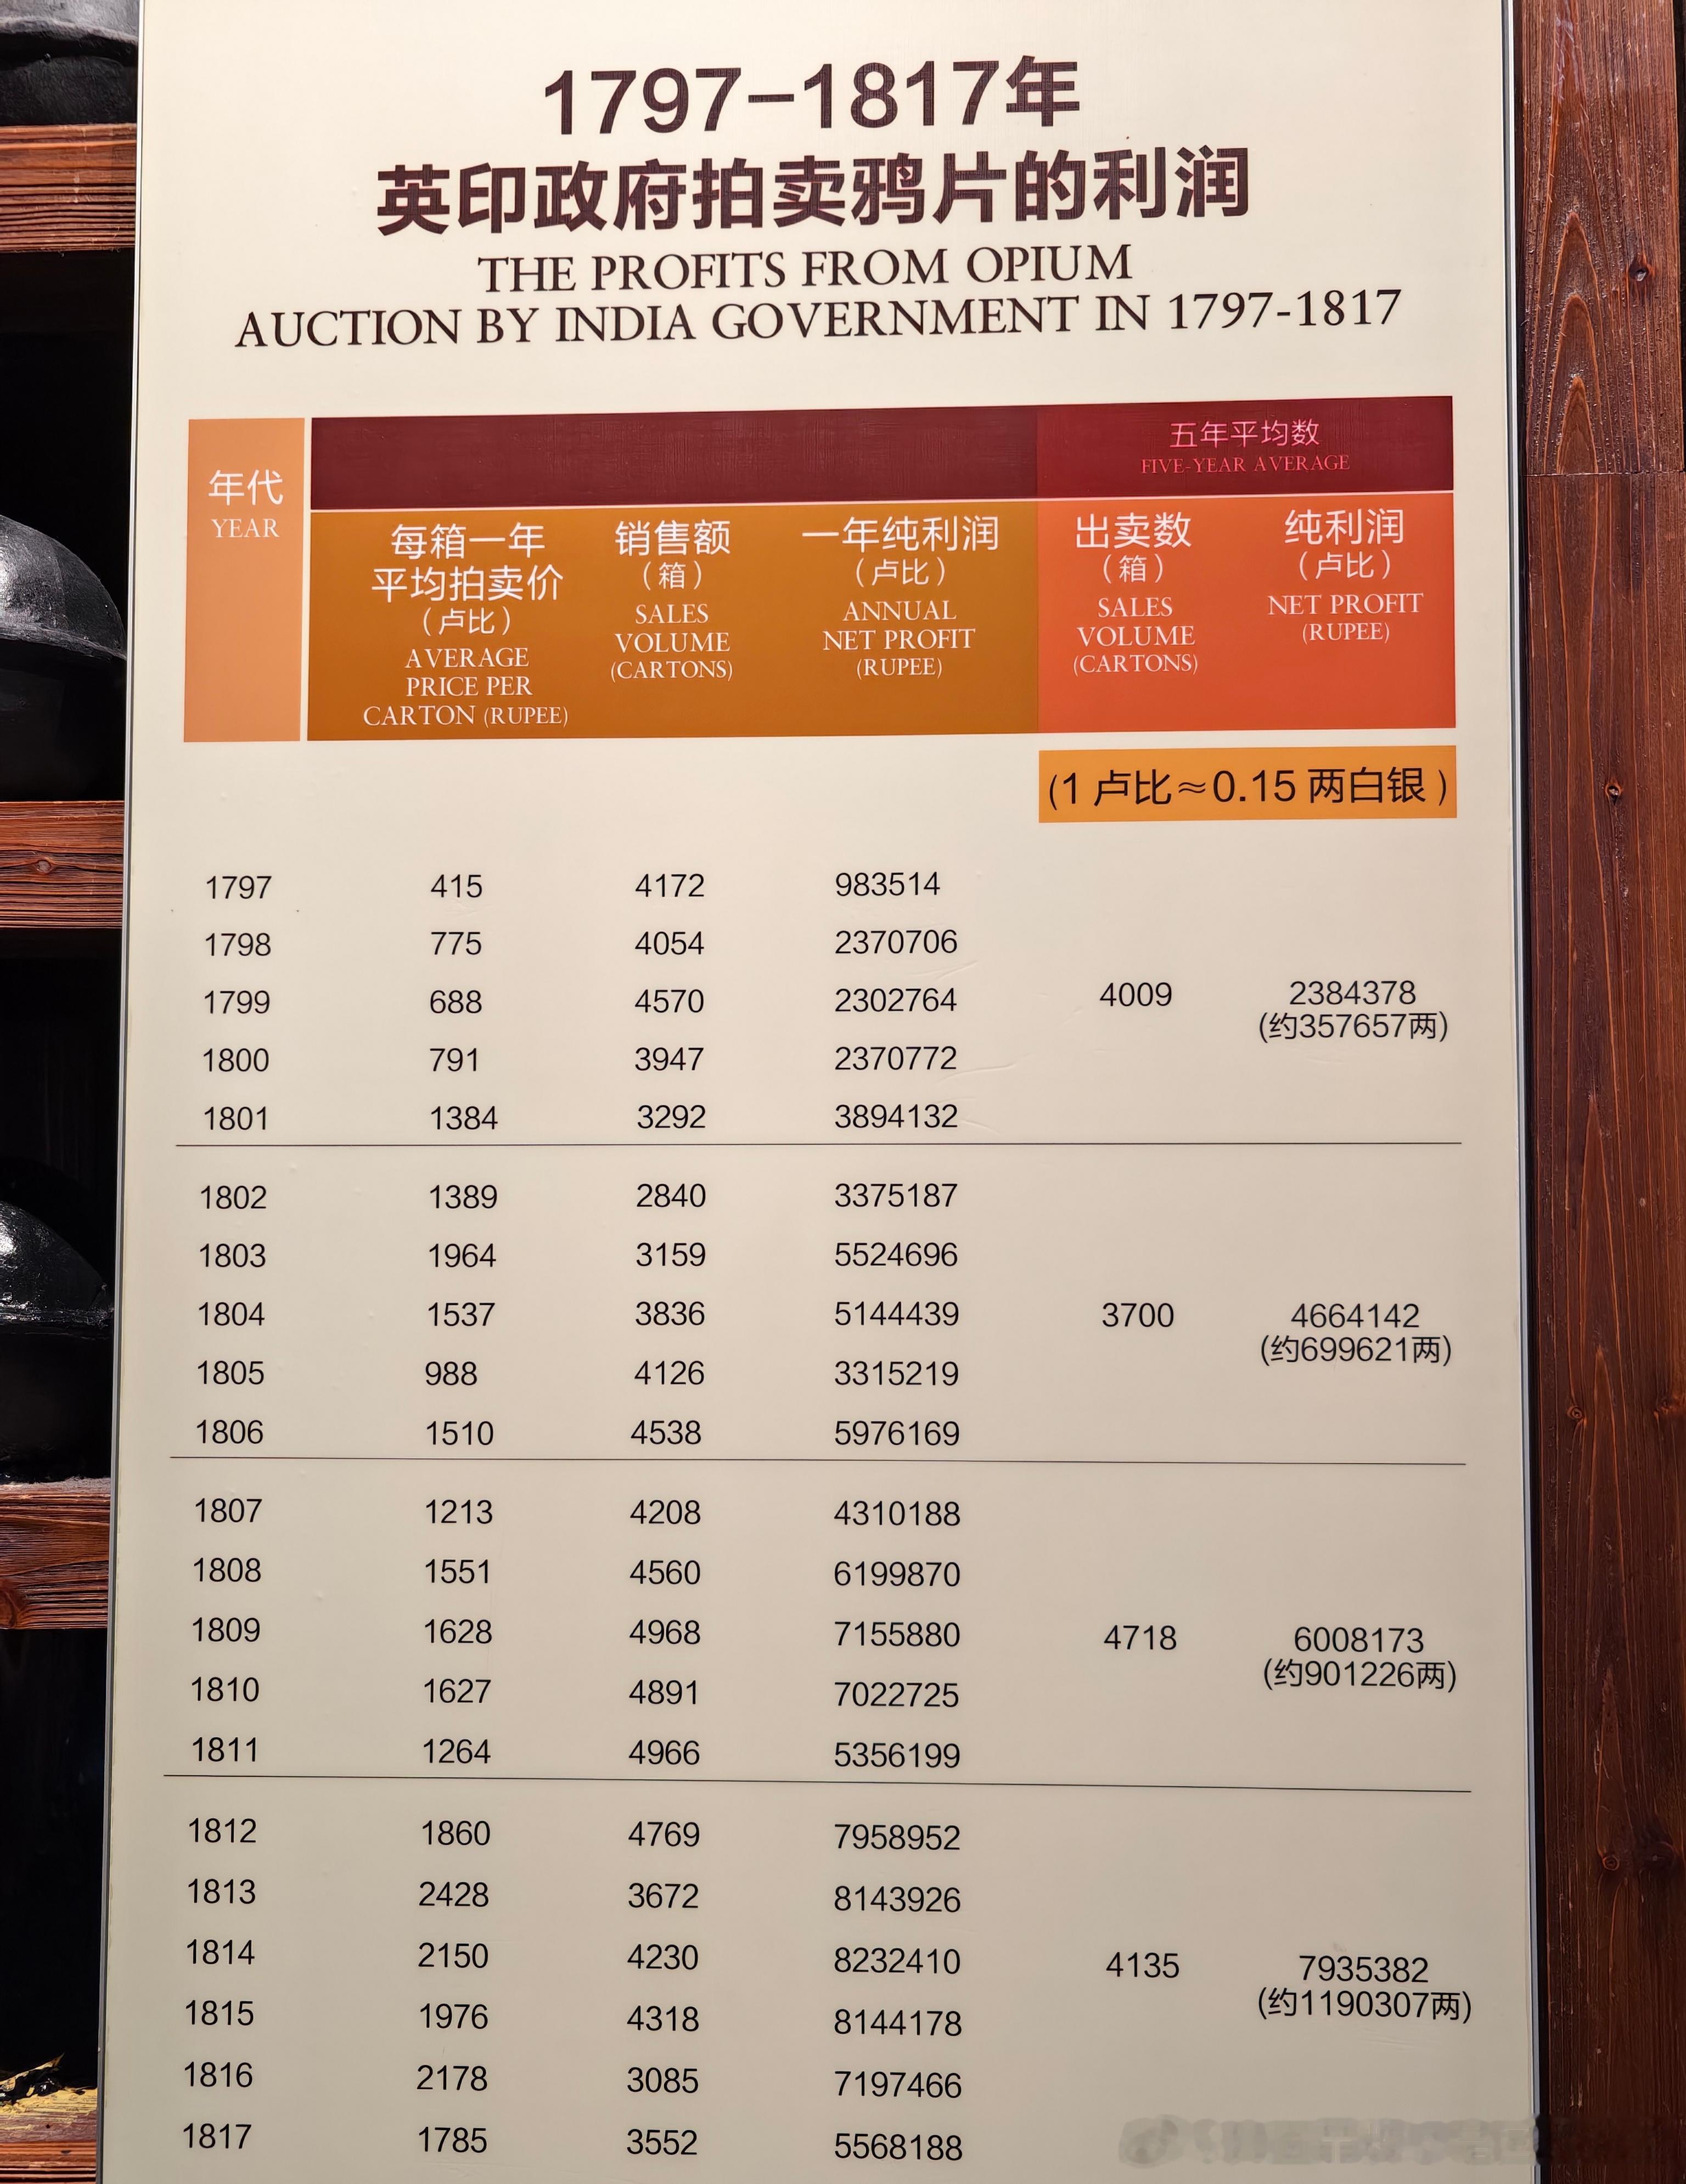 1797-1817年
英印政府拍卖鸦片的利润
THE PROFITS FROM OPIUM
AUCTION BY INDIA GOVERNMENT IN 1797-1817
五年平均数
FIVE-YEAR AVERAGE
年代
YEAR
每箱一年
平均拍卖价
（卢比）
AVERAGE
PRICE PER
CARTON (RUPEE)
销售额
（箱）
SALES
VOLUME
(CARTONS)
一年纯利润
（卢比）
ANNUAL
NET PROFIT
(RUPEE)
出卖数
（箱）
SALES
VOLUME
(CARTONS)
纯利润
（卢比）
NET PROFIT
(RUPEE)
(1 卢比≈0.15 两白银)
1797 415 4172 983514
1798 775 4054 2370706
1799 688 4570 2302764 4009 2384378
(约357657两)
1800 791 3947 2370772
1801 1384 3292 3894132
1802 1389 2840 3375187
1803 1964 3159 5524696
1804 1537 3836 5144439 3700 4664142
(约699621两)
1805 988 4126 3315219
1806 1510 4538 5976169
1807 1213 4208 4310188
1808 1551 4560 6199870
1809 1628 4968 7155880 4718 6008173
(约901226两)
1810 1627 4891 7022725
1811 1264 4966 5356199
1812 1860 4769 7958952
1813 2428 3672 8143926
1814 2150 4230 8232410 4135 7935382
(约1190307两)
1815 1976 4318 8144178
1816 2178 3085 7197466
1817 1785 3552 5568188